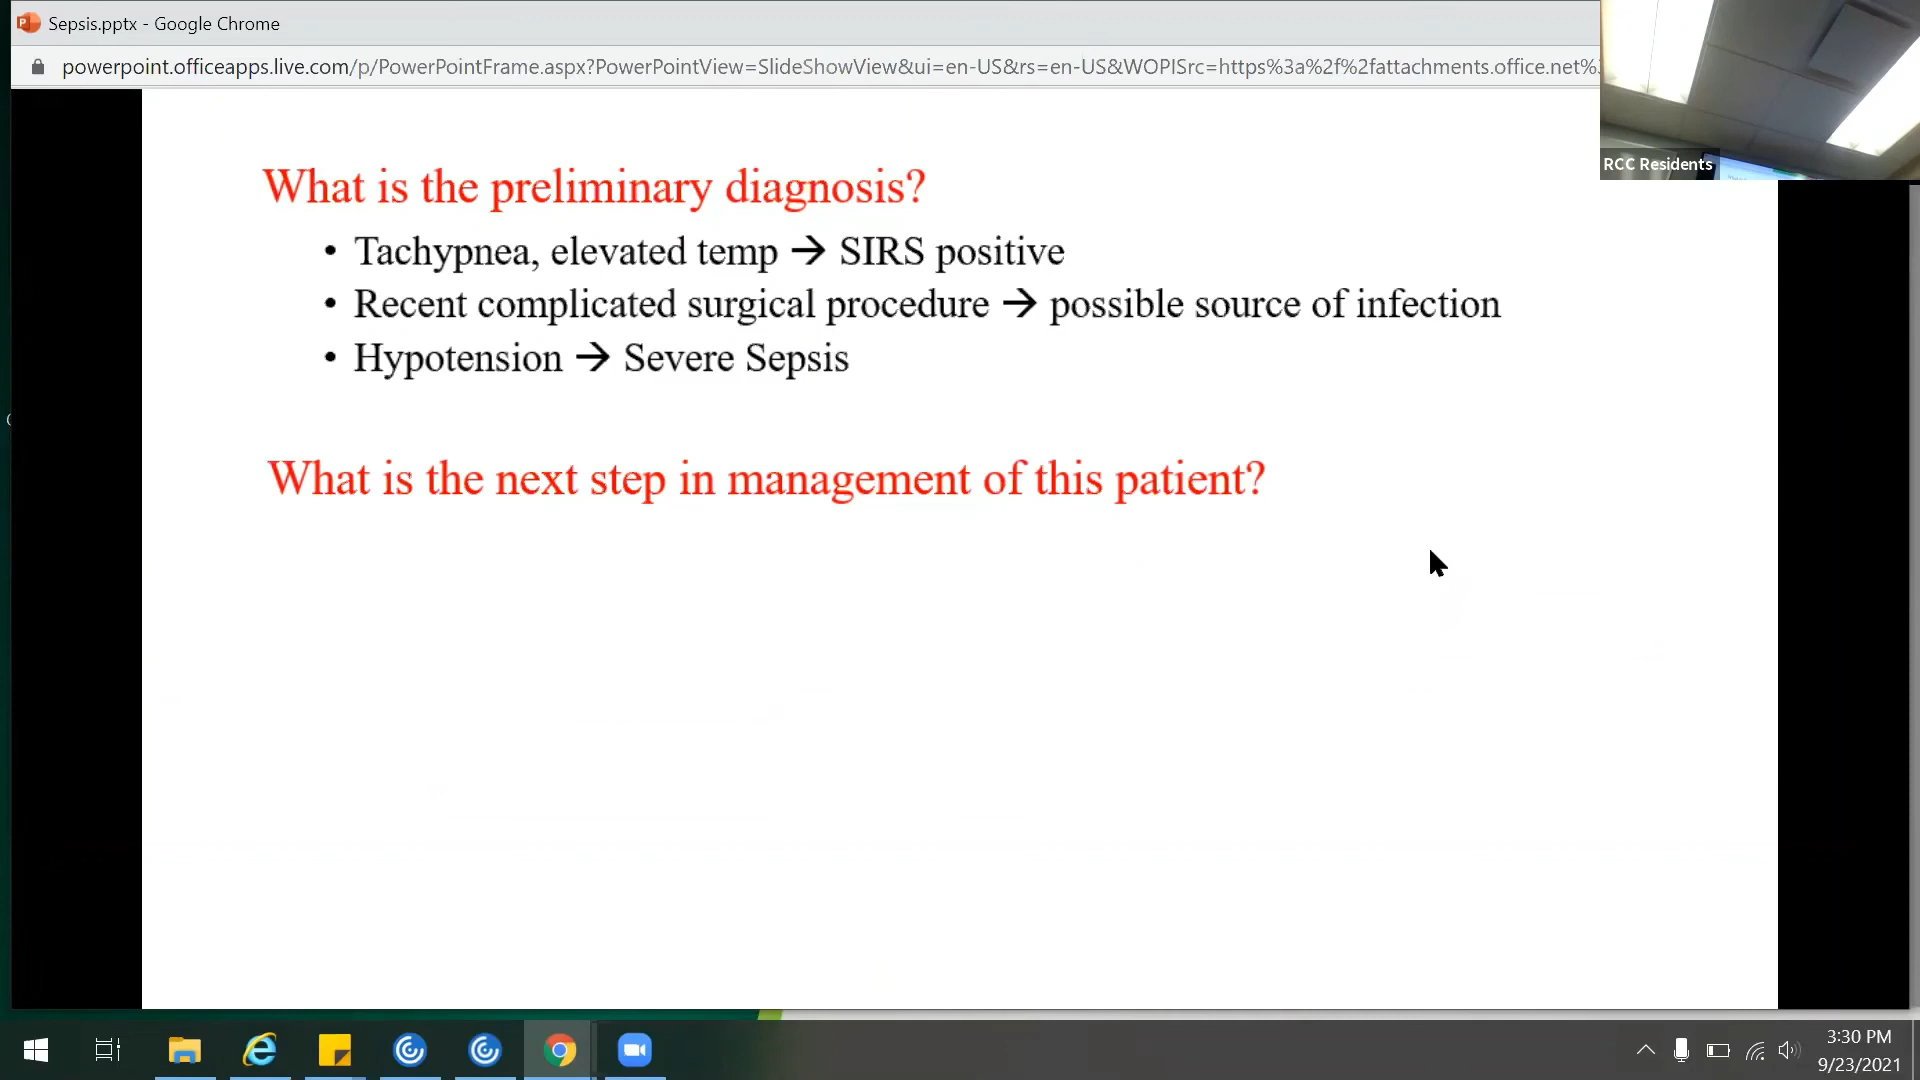 Sepsis.pptx - Google Chrome
powerpoint.officeapps.live.com/p/PowerPointFrame.aspx?PowerPointView=SlideShowView&ui=en-US&rs=en-US&WOPISrc=https%3a%2f%2fattachments.office.net%
RCC Residents
What is the preliminary diagnosis?
• Tachypnea, elevated temp → SIRS positive
• Recent complicated surgical procedure → possible source of infection
• Hypotension → Severe Sepsis
What is the next step in management of this patient?
3:30 PM
9/23/2021